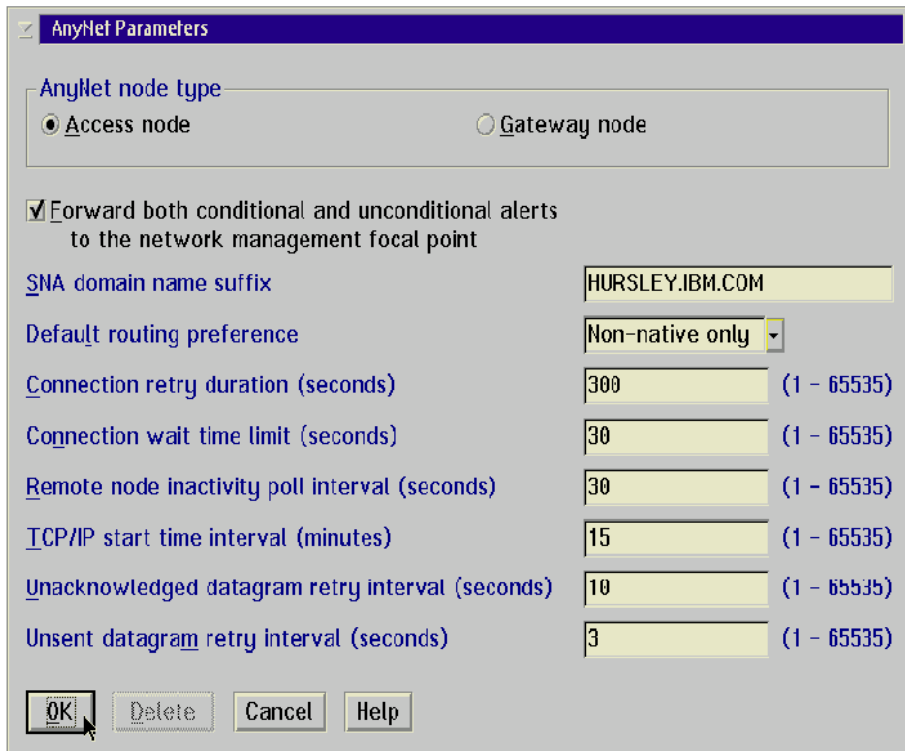 AnyNet Parameters
AnyNet node type
Access node Gateway node
Forward both conditional and unconditional alerts
to the network management focal point
SNA domain name suffix HURSLEY.IBM.COM
Default routing preference Non-native only
Connection retry duration (seconds) 300 (1 - 65535)
Connection wait time limit (seconds) 30 (1 - 65535)
Remote node inactivity poll interval (seconds) 30 (1 - 65535)
TCP/IP start time interval (minutes) 15 (1 - 65535)
Unacknowledged datagram retry interval (seconds) 10 (1 - 65535)
Unsent datagram retry interval (seconds) 3 (1 - 65535)
OK Delete Cancel Help